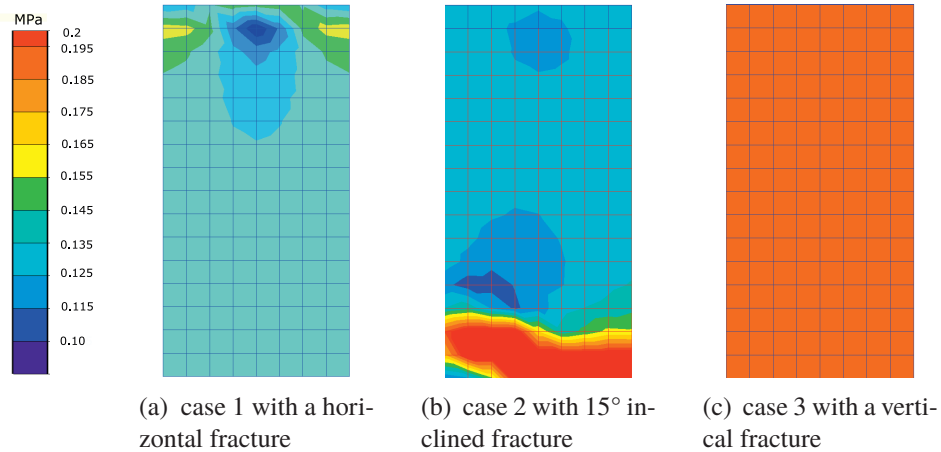 MPa
0.2
0.195
0.185
0.175
0.165
0.155
0.145
0.135
0.125
0.115
0.10
(a) case 1 with a hori-
zontal fracture
(b) case 2 with 15° in-
clined fracture
(c) case 3 with a verti-
cal fracture